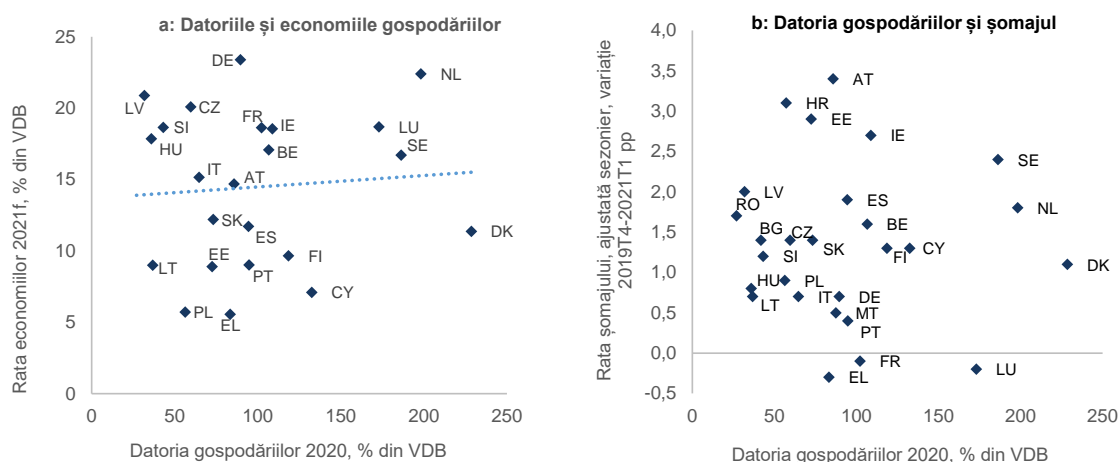 a: Datoriile și economiile gospodăriilor
Rata economiilor 2021f, % din VDB
25
20
15
10
5
0
DE
NL
LV
CZ
SI
FR
IE
LU
HU
BE
SE
IT
AT
SK
ES
DK
LT
EE
PT
FI
CY
PL
EL
0
50
100
150
200
250
Datoria gospodăriilor 2020, % din VDB
b: Datoria gospodăriilor și șomajul
Rata șomajului, ajustată sezonier, variație
2019T4-2021T1 pp
4,0
3,5
3,0
2,5
2,0
1,5
1,0
0,5
0,0
-0,5
AT
HR
EE
IE
SE
LV
RO
ES
NL
BG
CZ
SK
BE
SI
FI
CY
DK
HU
PL
LT
IT
DE
MT
PT
FR
LU
EL
0
50
100
150
200
250
Datoria gospodăriilor 2020, % din VDB